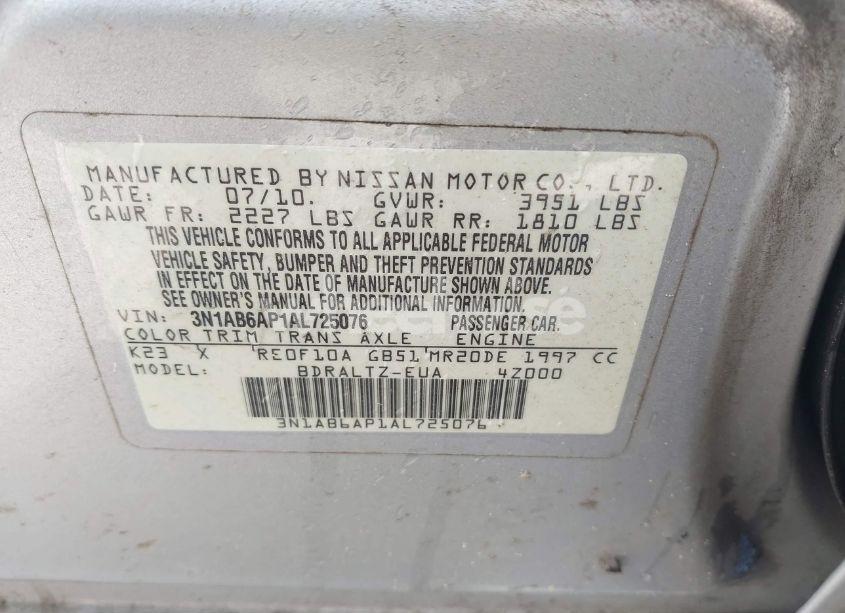 MANUFACTURED BY NISSAN MOTOR CO., LTD.
DATE: 07/10. GVWR: 3951 LBS
GAWR FR: 2227 LBS GAWR RR: 1810 LBS
THIS VEHICLE CONFORMS TO ALL APPLICABLE FEDERAL MOTOR
VEHICLE SAFETY, BUMPER AND THEFT PREVENTION STANDARDS
IN EFFECT ON THE DATE OF MANUFACTURE SHOWN ABOVE.
SEE OWNER'S MANUAL FOR ADDITIONAL INFORMATION.
VIN: 3N1AB6AP1AL725076 PASSENGER CAR.
COLOR TRIM TRANS AXLE ENGINE
K23 X RE0F10A GB51 MR20DE 1997 CC
MODEL: BDRALTZ-EUA 4Z000
3N1AB6AP1AL725076